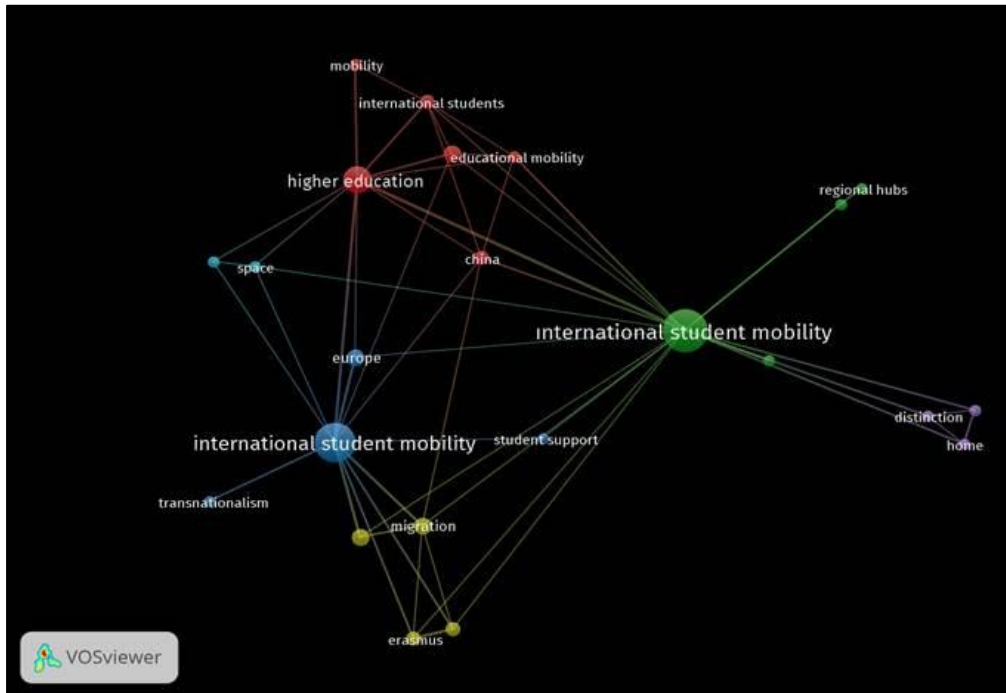 mobility
international students
educational mobility
higher education
regional hubs
china
space
international student mobility
europe
distinction
student support
international student mobility
home
transnationalism
migration
erasmus
VOSviewer